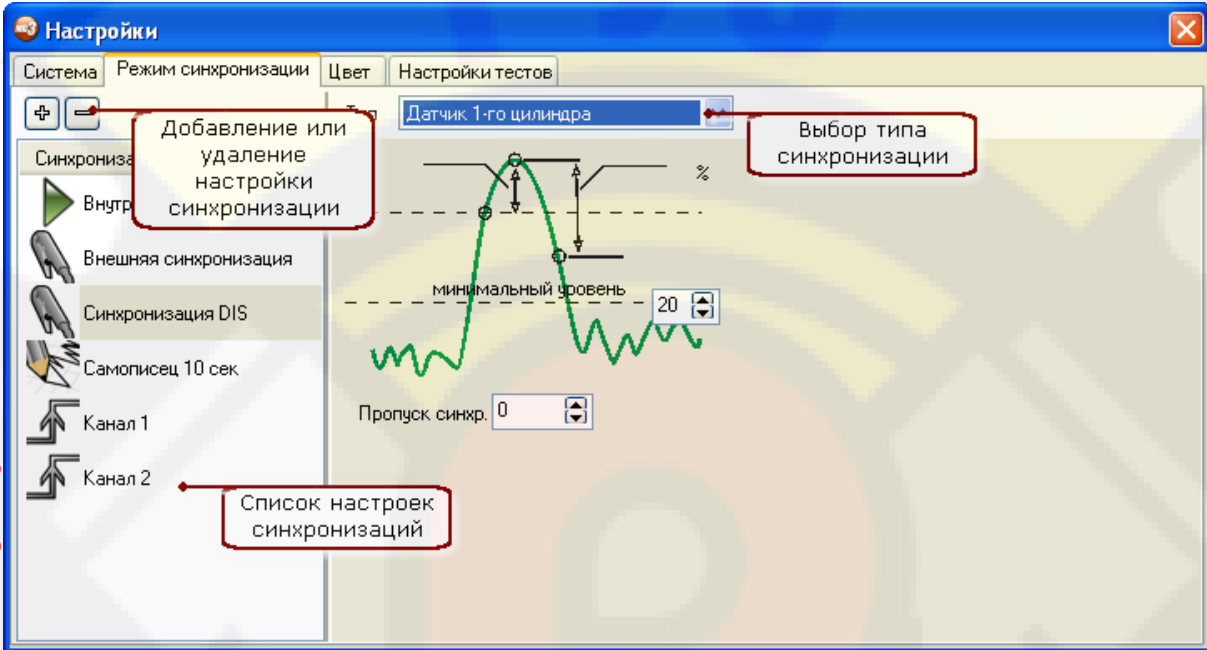 Настройки
Система Режим синхронизации Цвет Настройки тестов
Датчик 1-го цилиндра
Добавление или
удаление
настройки
синхронизации
Выбор типа
синхронизации
%
Внешняя синхронизация
минимальный уровень
20
Синхронизация DIS
Самописец 10 сек
Пропуск синхр. 0
Канал 1
Канал 2
Список настроек
синхронизаций